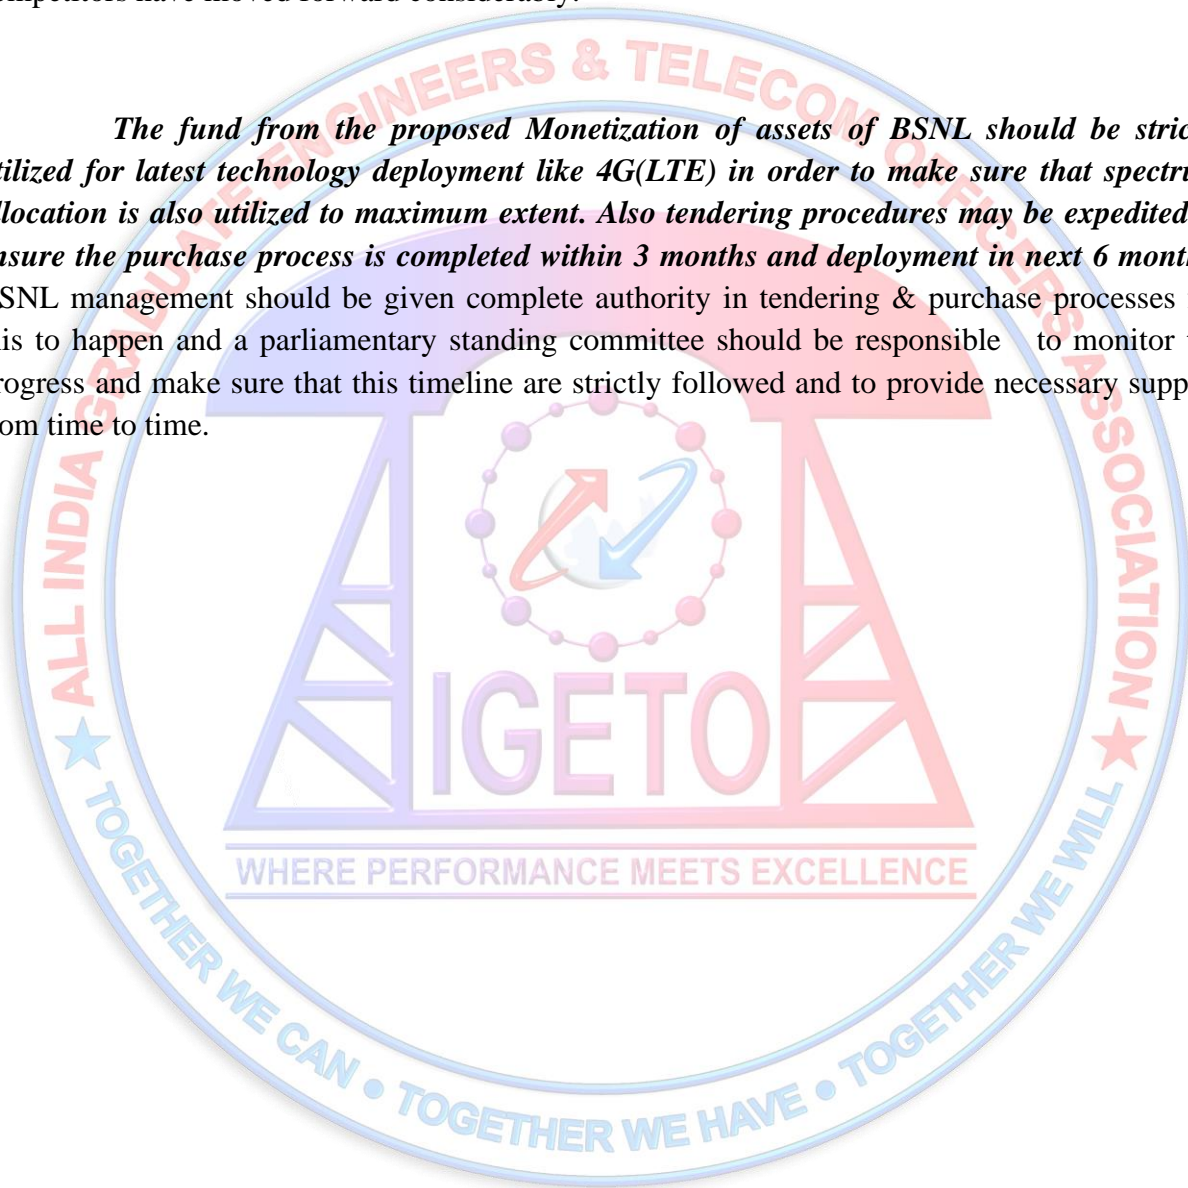 mpetitors have moved forward considerably.
The fund from the proposed Monetization of assets of BSNL should be stric
tilized for latest technology deployment like 4G(LTE) in order to make sure that spectru
llocation is also utilized to maximum extent. Also tendering procedures may be expedited
nsure the purchase process is completed within 3 months and deployment in next 6 month
SNL management should be given complete authority in tendering & purchase processes
is to happen and a parliamentary standing committee should be responsible to monitor
rogress and make sure that this timeline are strictly followed and to provide necessary supp
om time to time.
ALL INDIA GRADUATE ENGINEERS & TELECOM OFFICERS ASSOCIATION
IGETO
WHERE PERFORMANCE MEETS EXCELLENCE
TOGETHER WE CAN • TOGETHER WE HAVE • TOGETHER WE WILL